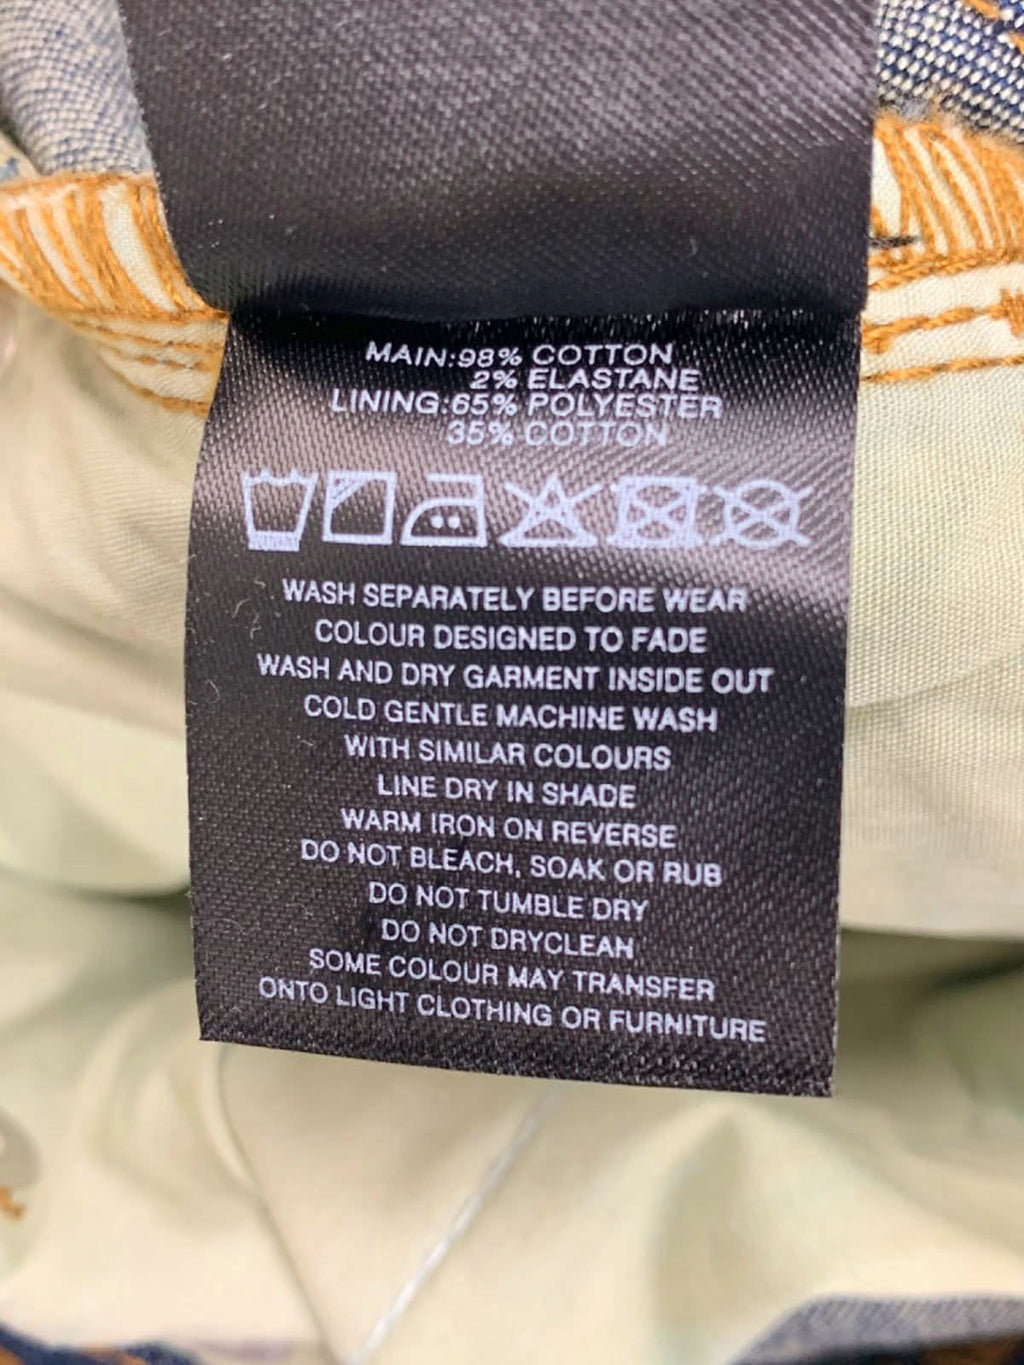 MAIN:98% COTTON
2% ELASTANE
LINING:65% POLYESTER
35% COTTON
WASH SEPARATELY BEFORE WEAR
COLOUR DESIGNED TO FADE
WASH AND DRY GARMENT INSIDE OUT
COLD GENTLE MACHINE WASH
WITH SIMILAR COLOURS
LINE DRY IN SHADE
WARM IRON ON REVERSE
DO NOT BLEACH, SOAK OR RUB
DO NOT TUMBLE DRY
DO NOT DRYCLEAN
SOME COLOUR MAY TRANSFER
ONTO LIGHT CLOTHING OR FURNITURE